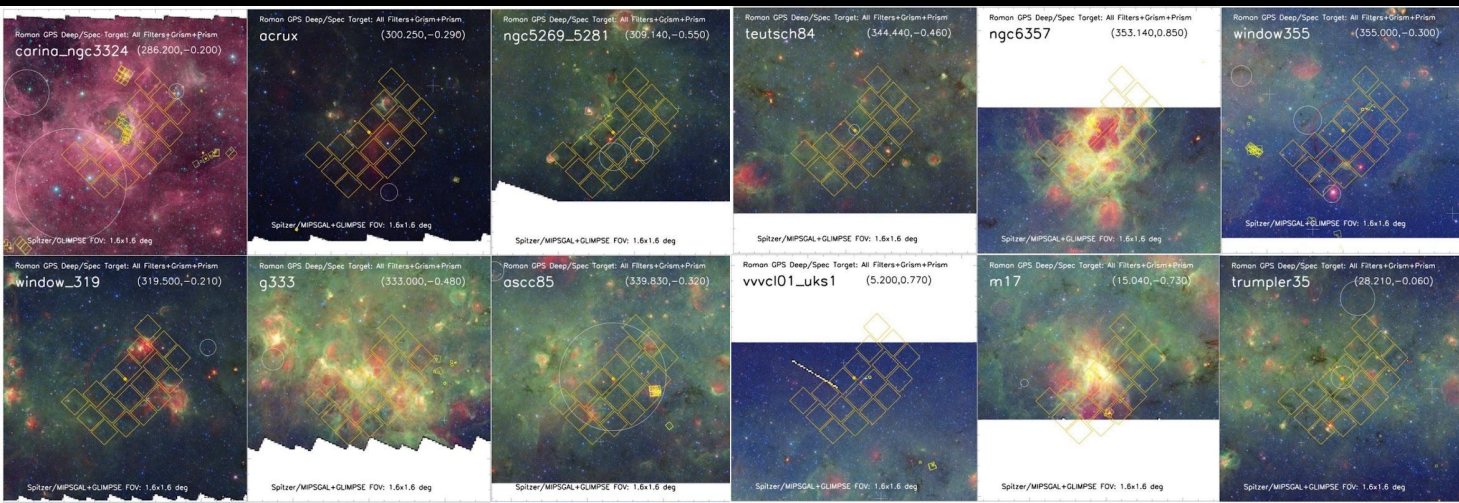 Roman GPS Deep/Spec Target: All Filters+Grism+Prism
carina_ngc3324 (286.200,-0.200)
Spitzer/GLIMPSE FOV: 1.6x1.6 deg
Roman GPS Deep/Spec Target: All Filters+Grism+Prism
acrux (300.250,-0.290)
Spitzer/MIPSGAL+GLIMPSE FOV: 1.6x1.6 deg
Roman GPS Deep/Spec Target: All Filters+Grism+Prism
ngc5269_5281 (309.140,-0.550)
Spitzer/MIPSGAL+GLIMPSE FOV: 1.6x1.6 deg
Roman GPS Deep/Spec Target: All Filters+Grism+Prism
teutsch84 (344.440,-0.460)
Spitzer/MIPSGAL+GLIMPSE FOV: 1.6x1.6 deg
Roman GPS Deep/Spec Target: All Filters+Grism+Prism
ngc6357 (353.140,0.850)
Spitzer/MIPSGAL+GLIMPSE FOV: 1.6x1.6 deg
Roman GPS Deep/Spec Target: All Filters+Grism+Prism
window355 (355.000,-0.300)
Spitzer/MIPSGAL+GLIMPSE FOV: 1.6x1.6 deg
Roman GPS Deep/Spec Target: All Filters+Grism+Prism
window_319 (319.500,-0.210)
Spitzer/MIPSGAL+GLIMPSE FOV: 1.6x1.6 deg
Roman GPS Deep/Spec Target: All Filters+Grism+Prism
g333 (333.000,-0.480)
Spitzer/MIPSGAL+GLIMPSE FOV: 1.6x1.6 deg
Roman GPS Deep/Spec Target: All Filters+Grism+Prism
ascc85 (339.830,-0.320)
Spitzer/MIPSGAL+GLIMPSE FOV: 1.6x1.6 deg
Roman GPS Deep/Spec Target: All Filters+Grism+Prism
vvvcl01_uks1 (5.200,0.770)
Spitzer/MIPSGAL+GLIMPSE FOV: 1.6x1.6 deg
Roman GPS Deep/Spec Target: All Filters+Grism+Prism
m17 (15.040,-0.730)
Spitzer/MIPSGAL+GLIMPSE FOV: 1.6x1.6 deg
Roman GPS Deep/Spec Target: All Filters+Grism+Prism
trumpler35 (28.210,-0.060)
Spitzer/MIPSGAL+GLIMPSE FOV: 1.6x1.6 deg